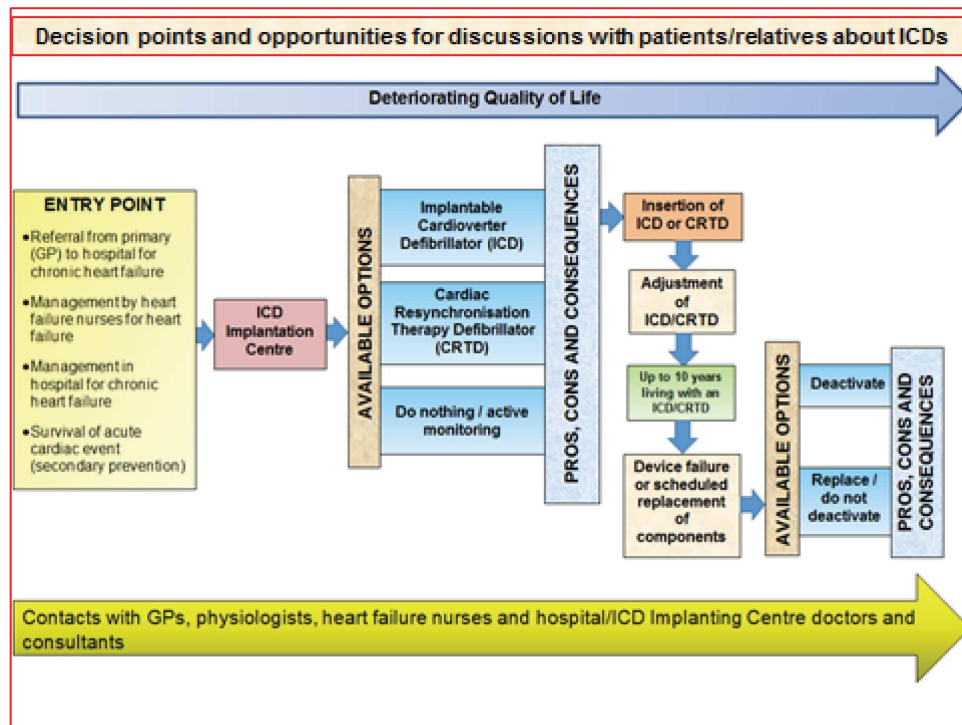 Decision points and opportunities for discussions with patients/relatives about ICDs
Deteriorating Quality of Life
ENTRY POINT
•Referral from primary
(GP) to hospital for
chronic heart failure
•Management by heart
failure nurses for heart
failure
•Management in
hospital for chronic
heart failure
•Survival of acute
cardiac event
(secondary prevention)
ICD
Implantation
Centre
AVAILABLE OPTIONS
Implantable
Cardioverter
Defibrillator (ICD)
Cardiac
Resynchronisation
Therapy Defibrillator
(CRTD)
Do nothing / active
monitoring
PROS, CONS AND CONSEQUENCES
Insertion of
ICD or CRTD
Adjustment
of
ICD/CRTD
Up to 10 years
living with an
ICD/CRTD
Device failure
or scheduled
replacement
of
components
AVAILABLE OPTIONS
Deactivate
Replace /
do not
deactivate
PROS, CONS AND
CONSEQUENCES
Contacts with GPs, physiologists, heart failure nurses and hospital/ICD Implanting Centre doctors and
consultants